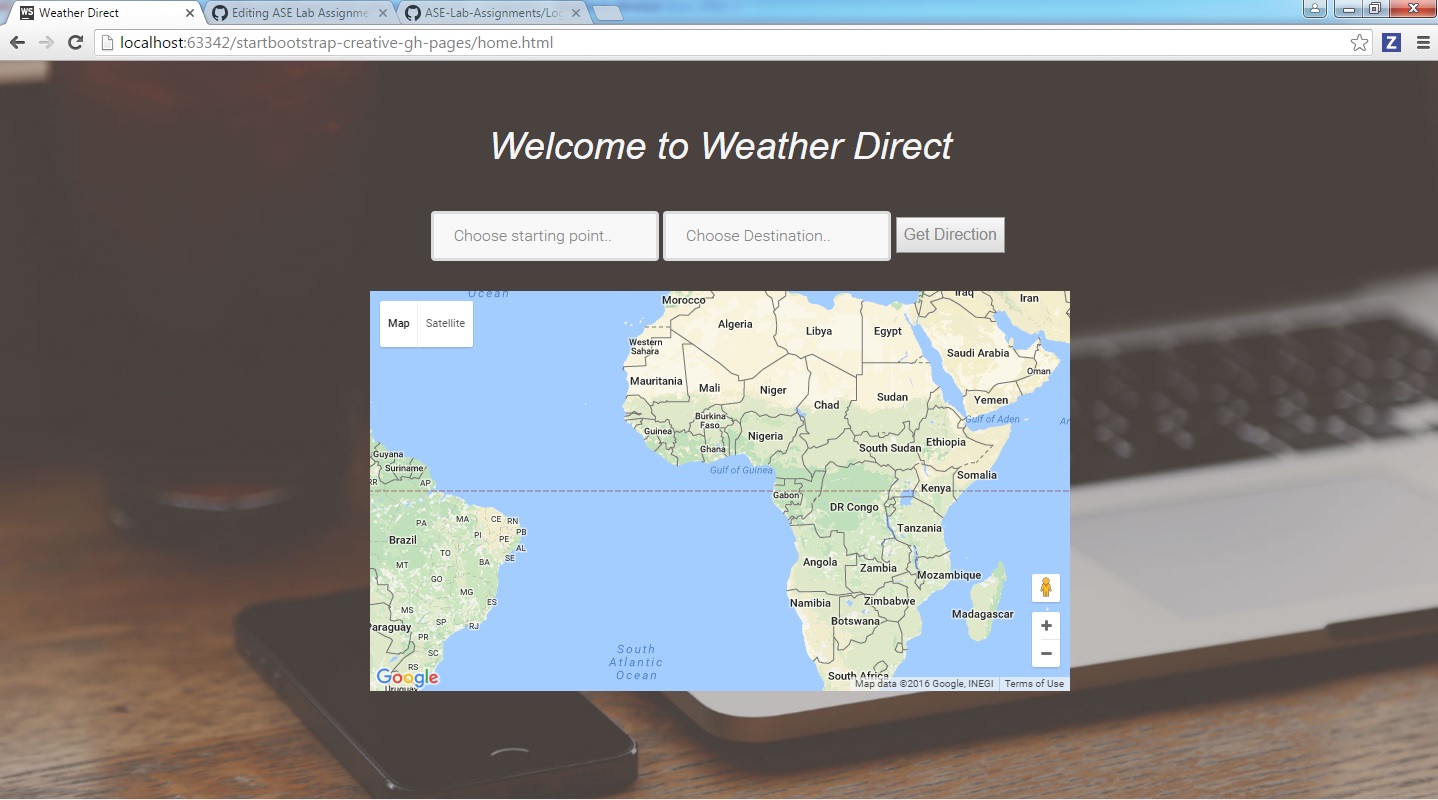 WS Weather Direct
Editing ASE Lab Assignme
ASE-Lab-Assignments/Lo
localhost:63342/startbootstrap-creative-gh-pages/home.html
Z
Welcome to Weather Direct
Choose starting point..
Choose Destination..
Get Direction
Map
Satellite
Ocean
Morocco
Iraq
Iran
Algeria
Libya
Egypt
Western
Sahara
Saudi Arabia
Oman
Mauritania
Mali
Niger
Chad
Sudan
Yemen
Gulf of Aden
Ar
Burkina
Faso
Guinea
Ghana
Nigeria
South Sudan
Ethiopia
Guyana
Suriname
Gulf of Guinea
Somalia
RR
AP
Gabon
Kenya
DR Congo
PA
MA
CE
RN
PB
PI
PE
AL
Brazil
Tanzania
TO
BA
SE
MT
Angola
Zambia
Mozambique
GO
MG
ES
Namibia
Zimbabwe
Madagascar
MS
SP
RJ
Botswana
Paraguay
PR
SC
RS
South
Atlantic
Ocean
South Africa
Uruguay
Google
+
−
Map data ©2016 Google, INEGI
Terms of Use